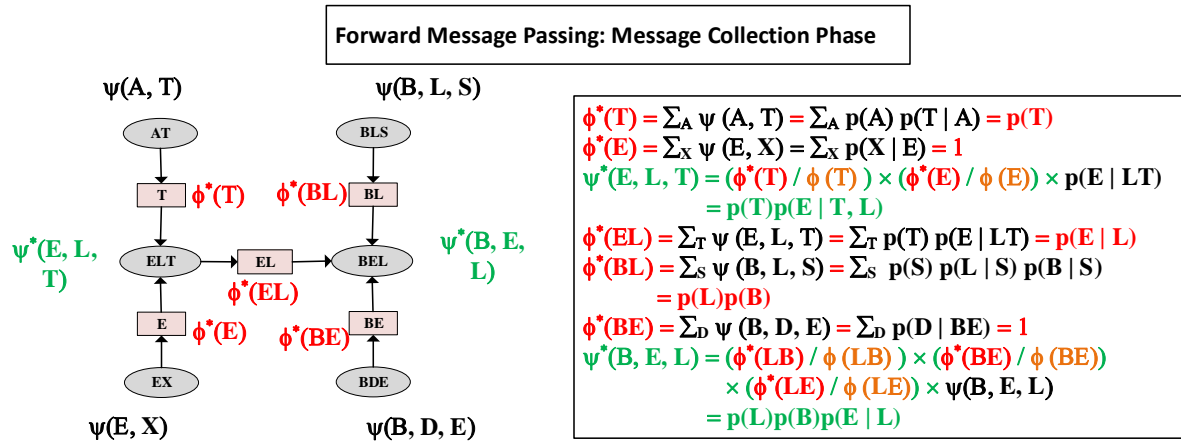 Forward Message Passing: Message Collection Phase
ψ(A, T)
ψ(B, L, S)
AT
BLS
T
ϕ*(T)
ϕ*(BL)
BL
ψ*(E, L,
T)
ELT
EL
BEL
ψ*(B, E,
L)
ϕ*(EL)
E
ϕ*(E)
ϕ*(BE)
BE
EX
BDE
ψ(E, X)
ψ(B, D, E)
ϕ*(T) = ∑A ψ (A, T) = ∑A p(A) p(T | A) = p(T)
ϕ*(E) = ∑X ψ (E, X) = ∑X p(X | E) = 1
ψ*(E, L, T) = (ϕ*(T) / ϕ (T) ) × (ϕ*(E) / ϕ (E)) × p(E | LT)
= p(T)p(E | T, L)
ϕ*(EL) = ∑T ψ (E, L, T) = ∑T p(T) p(E | LT) = p(E | L)
ϕ*(BL) = ∑S ψ (B, L, S) = ∑S p(S) p(L | S) p(B | S)
= p(L)p(B)
ϕ*(BE) = ∑D ψ (B, D, E) = ∑D p(D | BE) = 1
ψ*(B, E, L) = (ϕ*(LB) / ϕ (LB) ) × (ϕ*(BE) / ϕ (BE))
× (ϕ*(LE) / ϕ (LE)) × ψ(B, E, L)
= p(L)p(B)p(E | L)